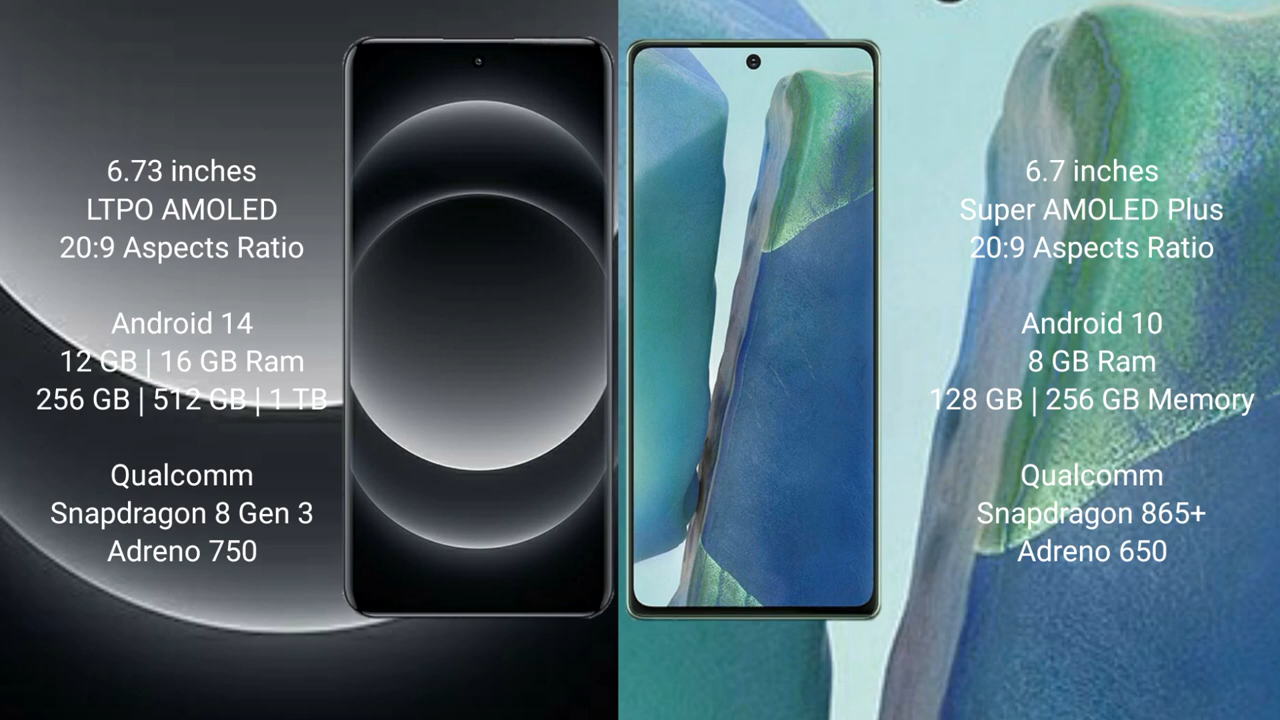 6.73 inches
LTPO AMOLED
20:9 Aspects Ratio
Android 14
12 GB | 16 GB Ram
256 GB | 512 GB | 1 TB
Qualcomm
Snapdragon 8 Gen 3
Adreno 750
6.7 inches
Super AMOLED Plus
20:9 Aspects Ratio
Android 10
8 GB Ram
128 GB | 256 GB Memory
Qualcomm
Snapdragon 865+
Adreno 650